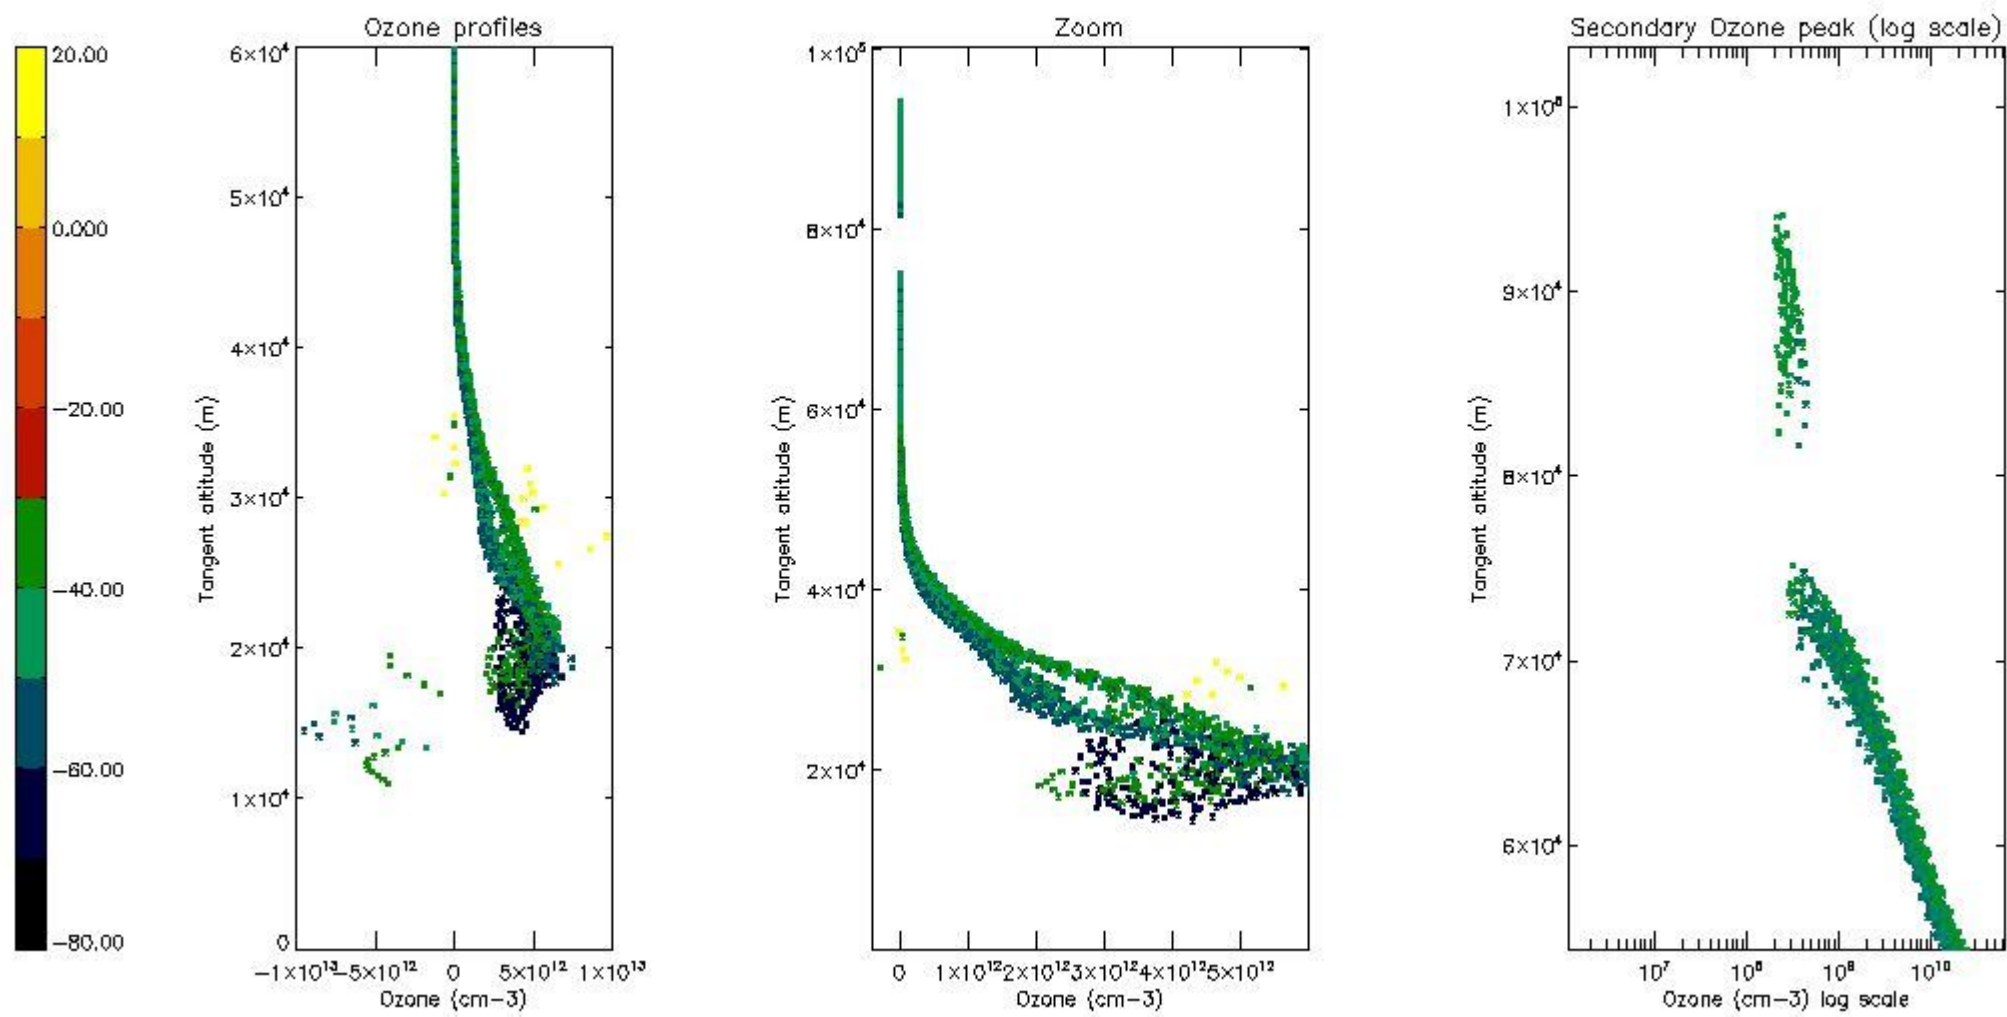 Ozone profiles
Zoom
Secondary Ozone peak (log scale)
20.00
0.000
−20.00
−40.00
−60.00
−80.00
6×10⁴
5×10⁴
4×10⁴
3×10⁴
2×10⁴
1×10⁴
0
Tangent altitude (m)
−1×10¹³ −5×10¹² 0 5×10¹² 1×10¹³
Ozone (cm−3)
1×10⁵
8×10⁴
6×10⁴
4×10⁴
2×10⁴
Tangent altitude (m)
0 1×10¹² 2×10¹² 3×10¹² 4×10¹² 5×10¹²
Ozone (cm−3)
1×10⁵
9×10⁴
8×10⁴
7×10⁴
6×10⁴
Tangent altitude (m)
10⁷ 10⁸ 10⁹ 10¹⁰
Ozone (cm−3) log scale